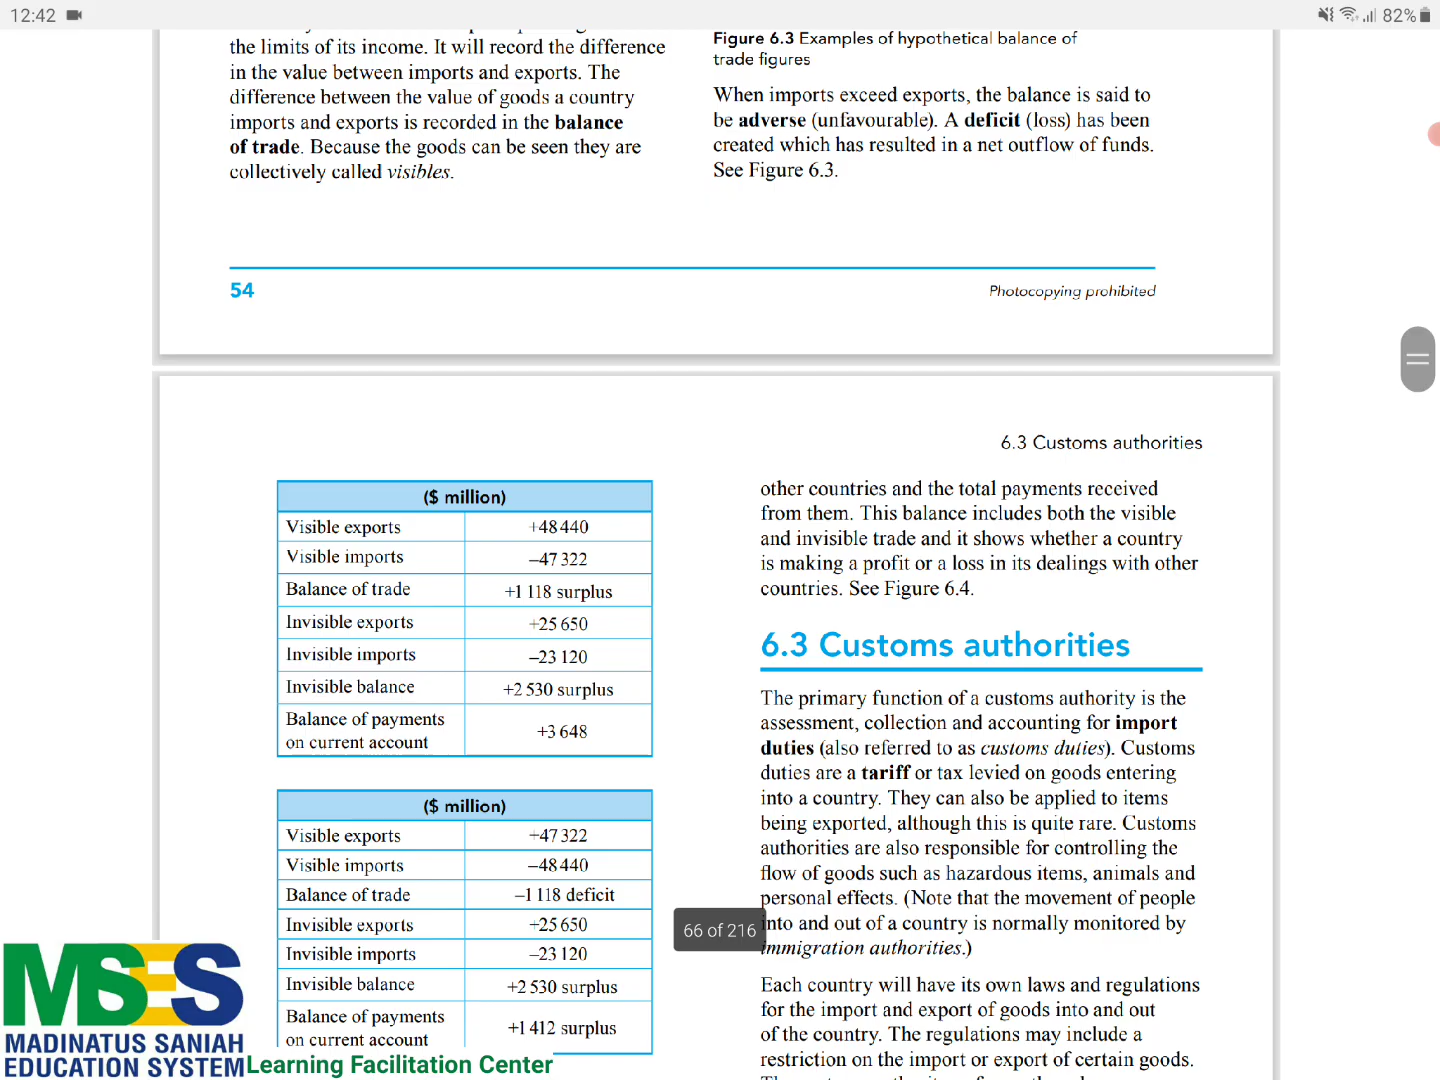 12:42
82%
the limits of its income. It will record the difference
in the value between imports and exports. The
difference between the value of goods a country
imports and exports is recorded in the balance
of trade. Because the goods can be seen they are
collectively called visibles.
Figure 6.3 Examples of hypothetical balance of
trade figures
When imports exceed exports, the balance is said to
be adverse (unfavourable). A deficit (loss) has been
created which has resulted in a net outflow of funds.
See Figure 6.3.
54
Photocopying prohibited
6.3 Customs authorities
($ million)
Visible exports +48 440
Visible imports –47 322
Balance of trade +1 118 surplus
Invisible exports +25 650
Invisible imports –23 120
Invisible balance +2 530 surplus
Balance of payments
on current account +3 648
($ million)
Visible exports +47 322
Visible imports –48 440
Balance of trade –1 118 deficit
Invisible exports +25 650
Invisible imports –23 120
Invisible balance +2 530 surplus
Balance of payments
on current account +1 412 surplus
other countries and the total payments received
from them. This balance includes both the visible
and invisible trade and it shows whether a country
is making a profit or a loss in its dealings with other
countries. See Figure 6.4.
6.3 Customs authorities
The primary function of a customs authority is the
assessment, collection and accounting for import
duties (also referred to as customs duties). Customs
duties are a tariff or tax levied on goods entering
into a country. They can also be applied to items
being exported, although this is quite rare. Customs
authorities are also responsible for controlling the
flow of goods such as hazardous items, animals and
personal effects. (Note that the movement of people
into and out of a country is normally monitored by
immigration authorities.)
Each country will have its own laws and regulations
for the import and export of goods into and out
of the country. The regulations may include a
restriction on the import or export of certain goods.
66 of 216
MSES
MADINATUS SANIAH
EDUCATION SYSTEM
Learning Facilitation Center